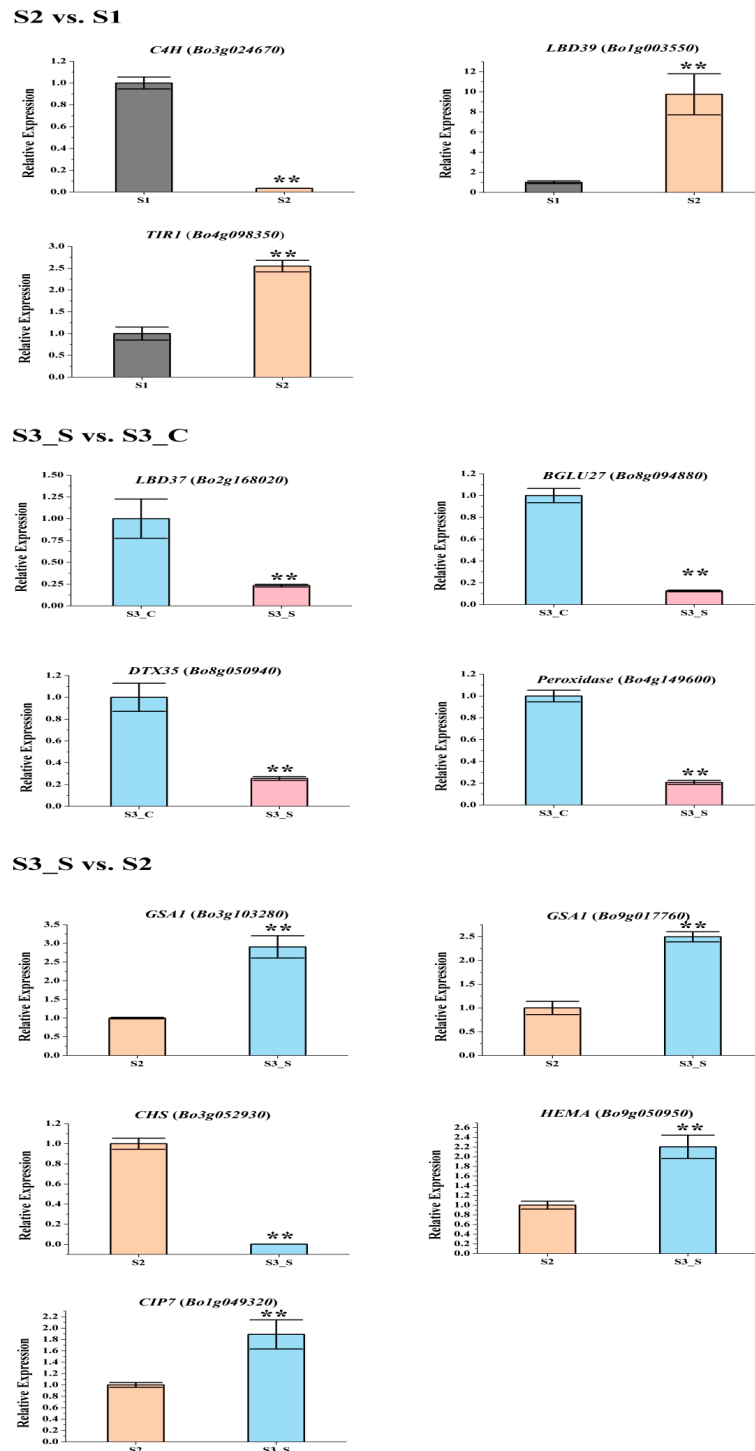 S2 vs. S1
C4H (Bo3g024670)
Relative Expression
1.2
1.0
0.8
0.6
0.4
0.2
0.0
**
S1
S2
LBD39 (Bo1g003550)
Relative Expression
12
10
8
6
4
2
0
**
S1
S2
TIR1 (Bo4g098350)
Relative Expression
3.0
2.5
2.0
1.5
1.0
0.5
0.0
**
S1
S2
S3_S vs. S3_C
LBD37 (Bo2g168020)
Relative Expression
1.50
1.25
1.00
0.75
0.50
0.25
0.00
**
S3_C
S3_S
BGLU27 (Bo8g094880)
Relative Expression
1.2
1.0
0.8
0.6
0.4
0.2
0.0
**
S3_C
S3_S
DTX35 (Bo8g050940)
Relative Expression
1.2
1.0
0.8
0.6
0.4
0.2
0.0
**
S3_C
S3_S
Peroxidase (Bo4g149600)
Relative Expression
1.2
1.0
0.8
0.6
0.4
0.2
0.0
**
S3_C
S3_S
S3_S vs. S2
GSA1 (Bo3g103280)
Relative Expression
3.5
3.0
2.5
2.0
1.5
1.0
0.5
0.0
**
S2
S3_S
GSA1 (Bo9g017760)
Relative Expression
2.5
2.0
1.5
1.0
0.5
0.0
**
S2
S3_S
CHS (Bo3g052930)
Relative Expression
1.2
1.0
0.8
0.6
0.4
0.2
0.0
**
S2
S3_S
HEMA (Bo9g050950)
Relative Expression
2.6
2.4
2.2
2.0
1.8
1.6
1.4
1.2
1.0
0.8
0.6
0.4
0.2
0.0
**
S2
S3_S
CIP7 (Bo1g049320)
Relative Expression
2.2
2.0
1.8
1.6
1.4
1.2
1.0
0.8
0.6
0.4
0.2
0.0
**
S2
S3_S